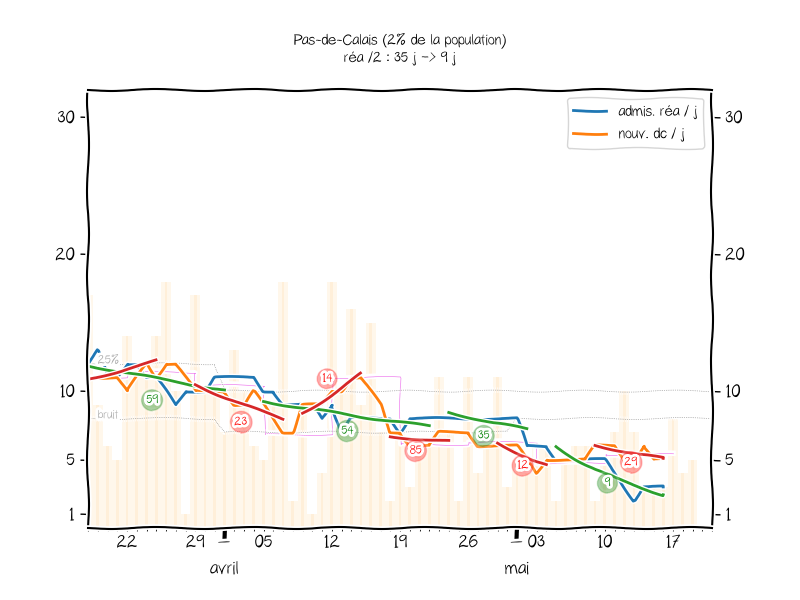 Pas-de-Calais (2% de la population)
réa /2 : 35 j -> 9 j
admis. réa / j
nouv. dc / j
30
30
20
20
25%
14
10
10
59
bruit
23
54
35
85
12
29
5
5
9
1
1
22 29 05 12 19 26 03 10 17
avril mai